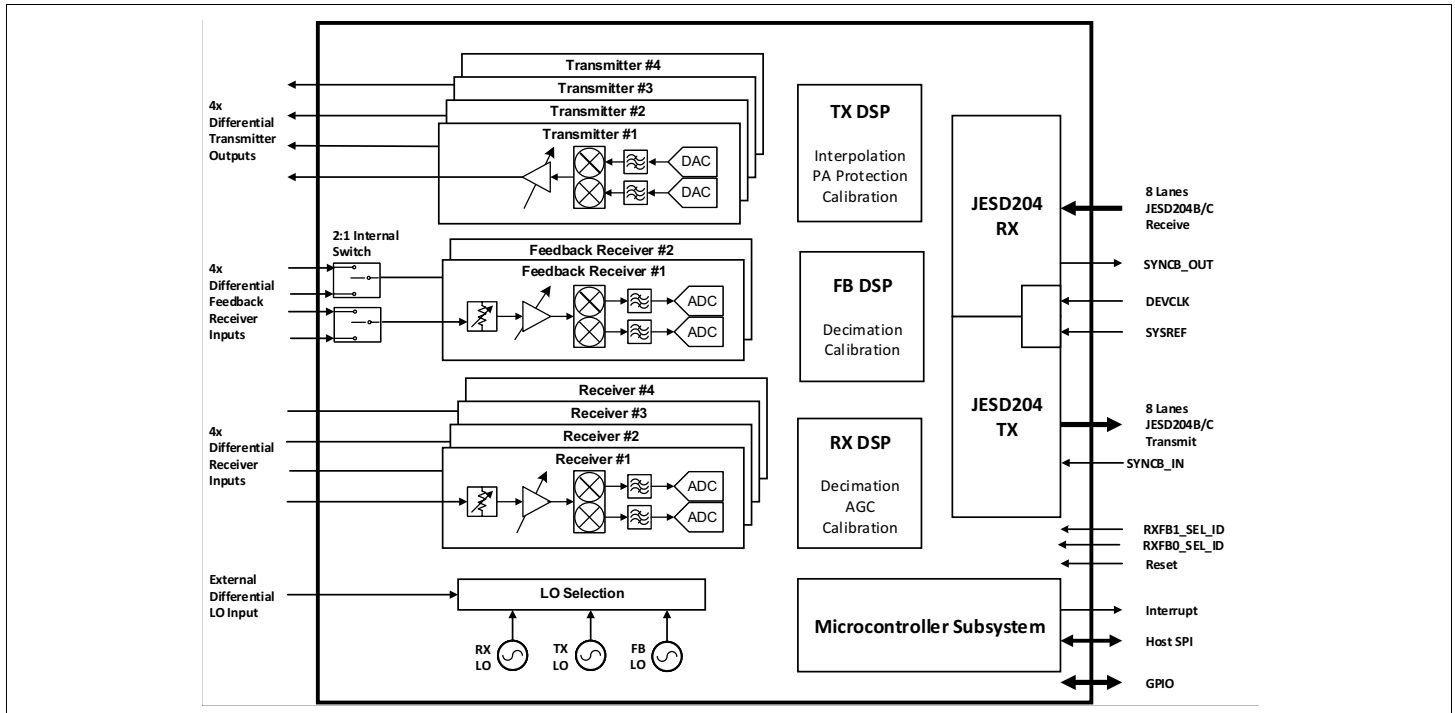 4x
Differential
Transmitter
Outputs
Transmitter #4
Transmitter #3
Transmitter #2
Transmitter #1
DAC
DAC
2:1 Internal
Switch
4x
Differential
Feedback
Receiver
Inputs
Feedback Receiver #2
Feedback Receiver #1
ADC
ADC
4x
Differential
Receiver
Inputs
Receiver #4
Receiver #3
Receiver #2
Receiver #1
ADC
ADC
External
Differential
LO Input
LO Selection
RX
LO
TX
LO
FB
LO
TX DSP
Interpolation
PA Protection
Calibration
FB DSP
Decimation
Calibration
RX DSP
Decimation
AGC
Calibration
JESD204
RX
JESD204
TX
Microcontroller Subsystem
8 Lanes
JESD204B/C
Receive
SYNCB_OUT
DEVCLK
SYSREF
8 Lanes
JESD204B/C
Transmit
SYNCB_IN
RXFB1_SEL_ID
RXFB0_SEL_ID
Reset
Interrupt
Host SPI
GPIO